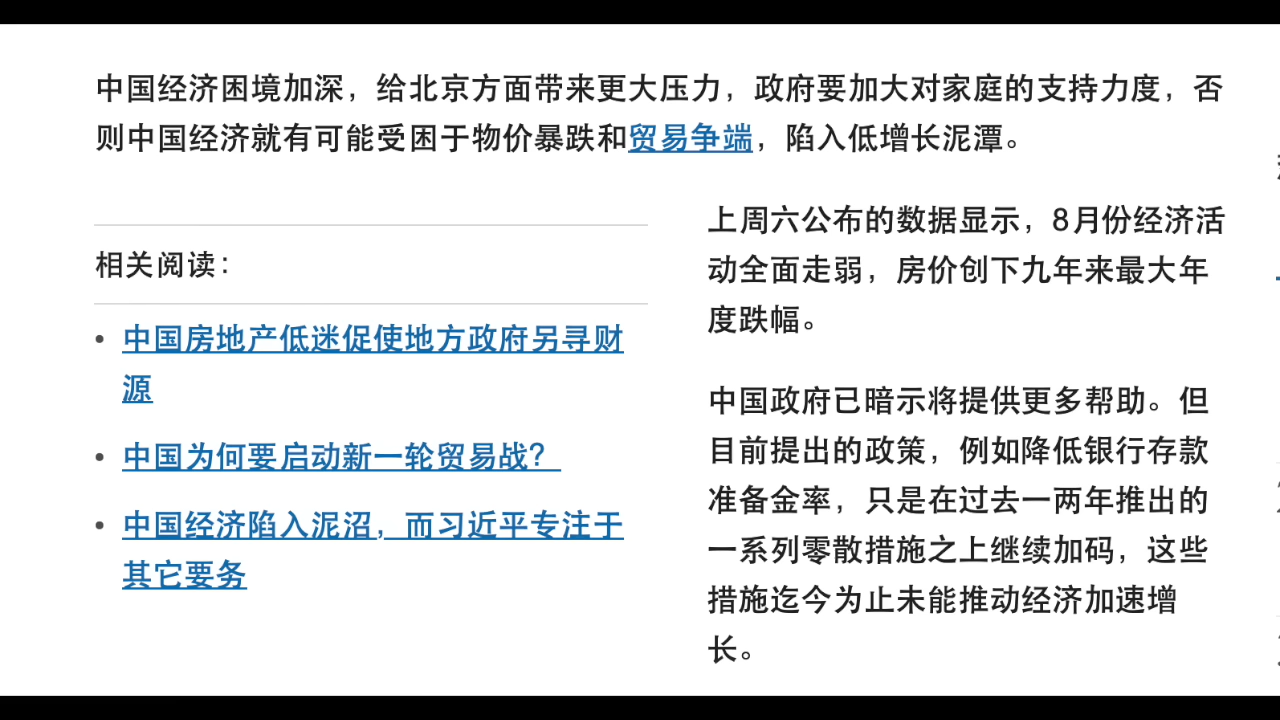 中国经济困境加深，给北京方面带来更大压力，政府要加大对家庭的支持力度，否
则中国经济就有可能受困于物价暴跌和贸易争端，陷入低增长泥潭。
相关阅读：
• 中国房地产低迷促使地方政府另寻财
源
• 中国为何要启动新一轮贸易战？
• 中国经济陷入泥沼，而习近平专注于
其它要务
上周六公布的数据显示，8月份经济活
动全面走弱，房价创下九年来最大年
度跌幅。
中国政府已暗示将提供更多帮助。但
目前提出的政策，例如降低银行存款
准备金率，只是在过去一两年推出的
一系列零散措施之上继续加码，这些
措施迄今为止未能推动经济加速增
长。